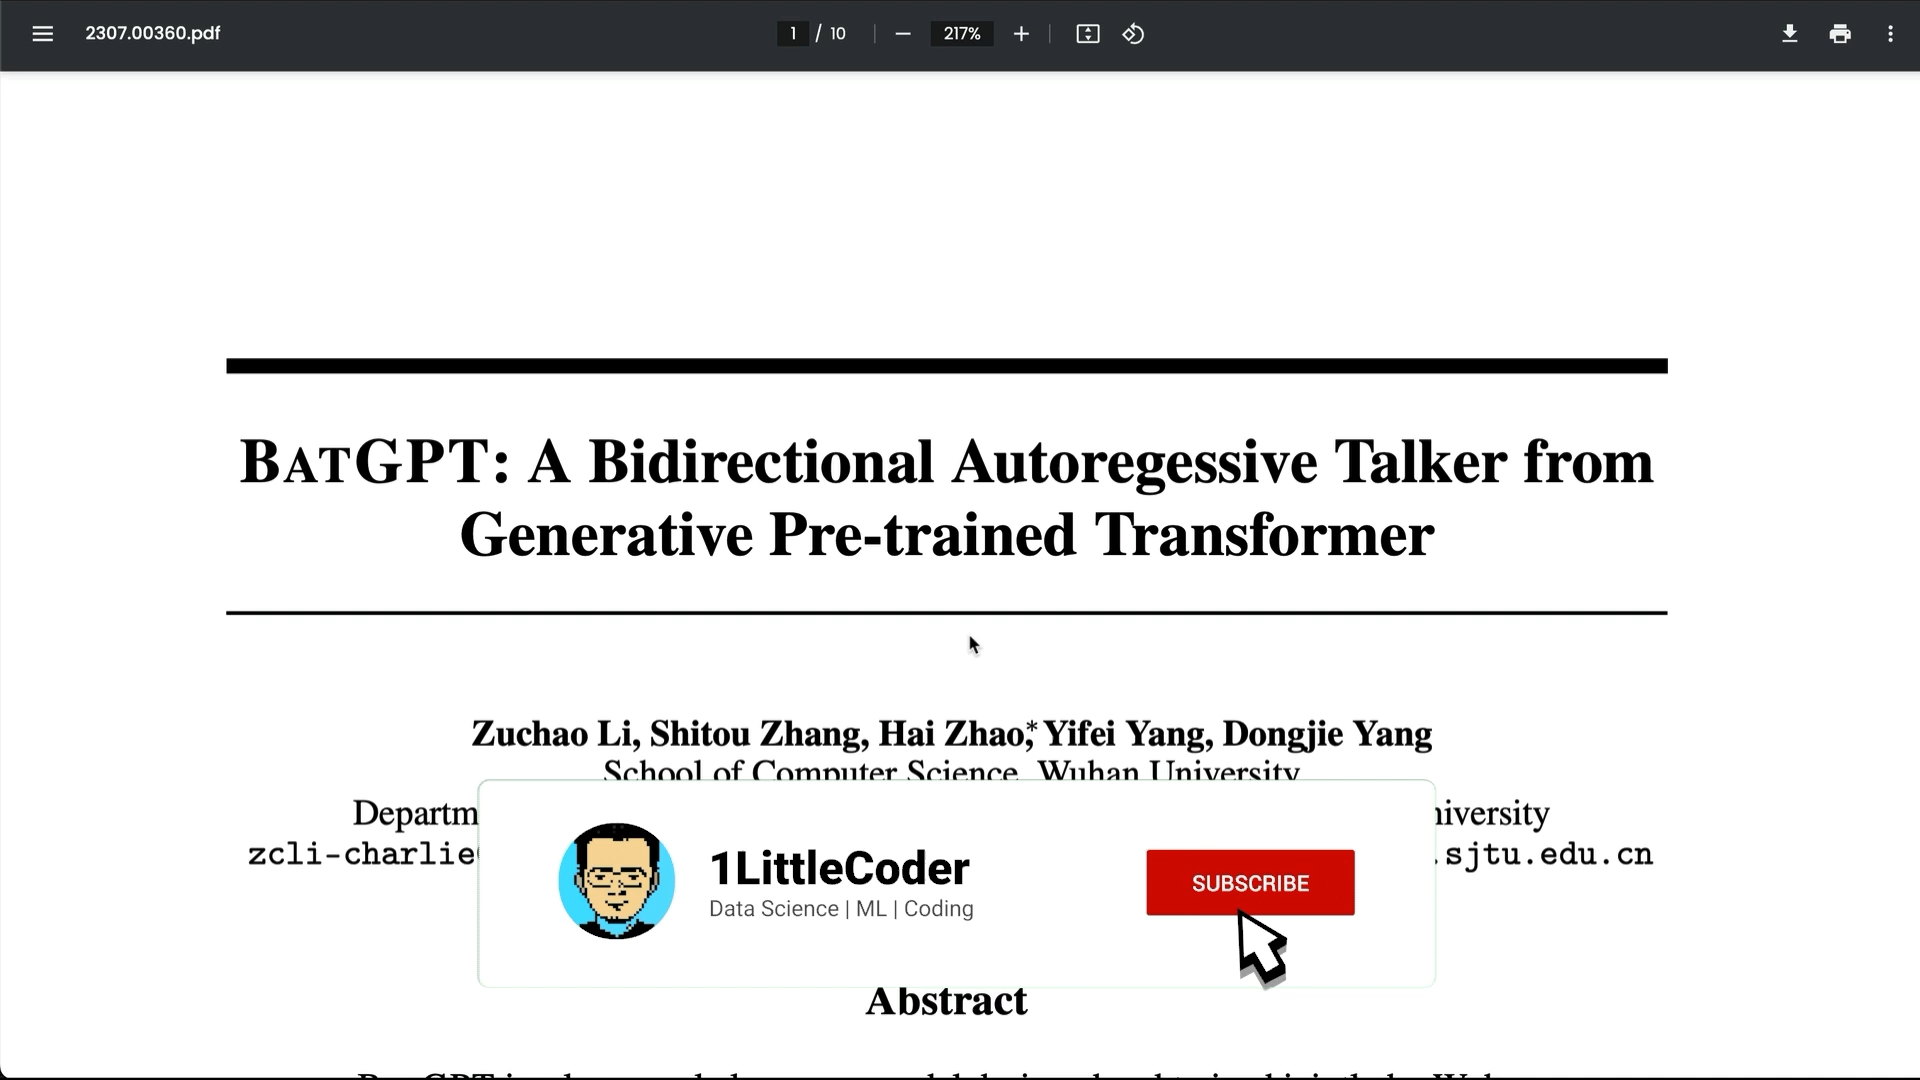 2307.00360.pdf
1 / 10
217%
BATGPT: A Bidirectional Autoregessive Talker from
Generative Pre-trained Transformer
Zuchao Li, Shitou Zhang, Hai Zhao,* Yifei Yang, Dongjie Yang
School of Computer Science, Wuhan University
zcli-charlie
.sjtu.edu.cn
1LittleCoder
Data Science | ML | Coding
SUBSCRIBE
Abstract